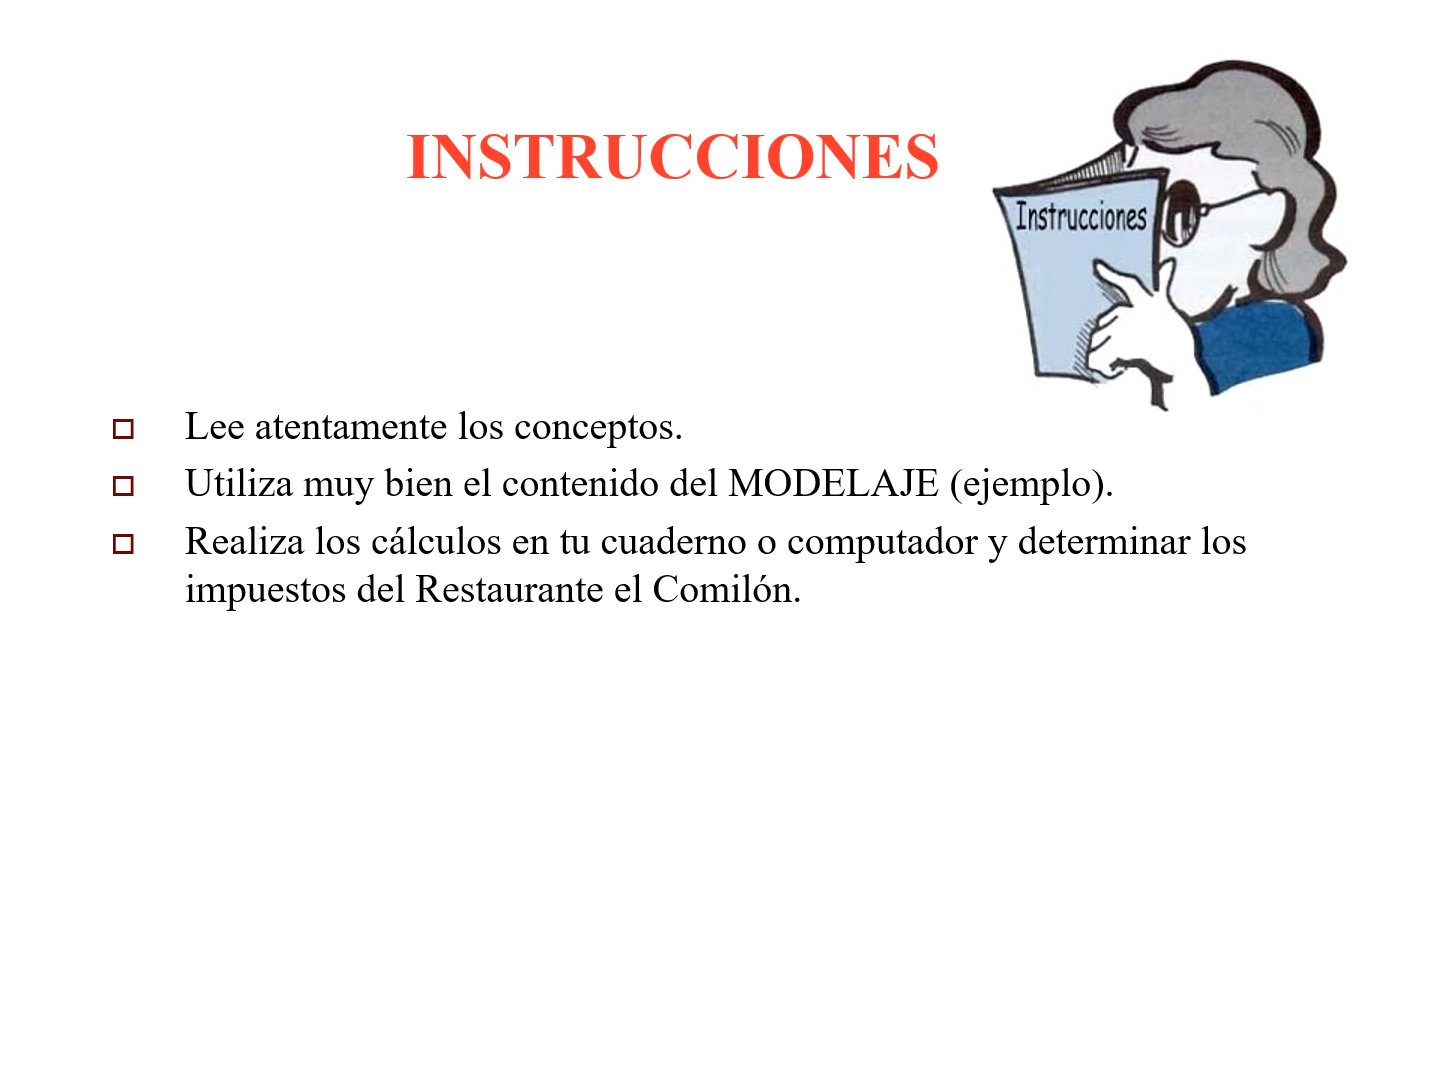 INSTRUCCIONES
Instrucciones
Lee atentamente los conceptos.
Utiliza muy bien el contenido del MODELAJE (ejemplo).
Realiza los cálculos en tu cuaderno o computador y determinar los
impuestos del Restaurante el Comilón.